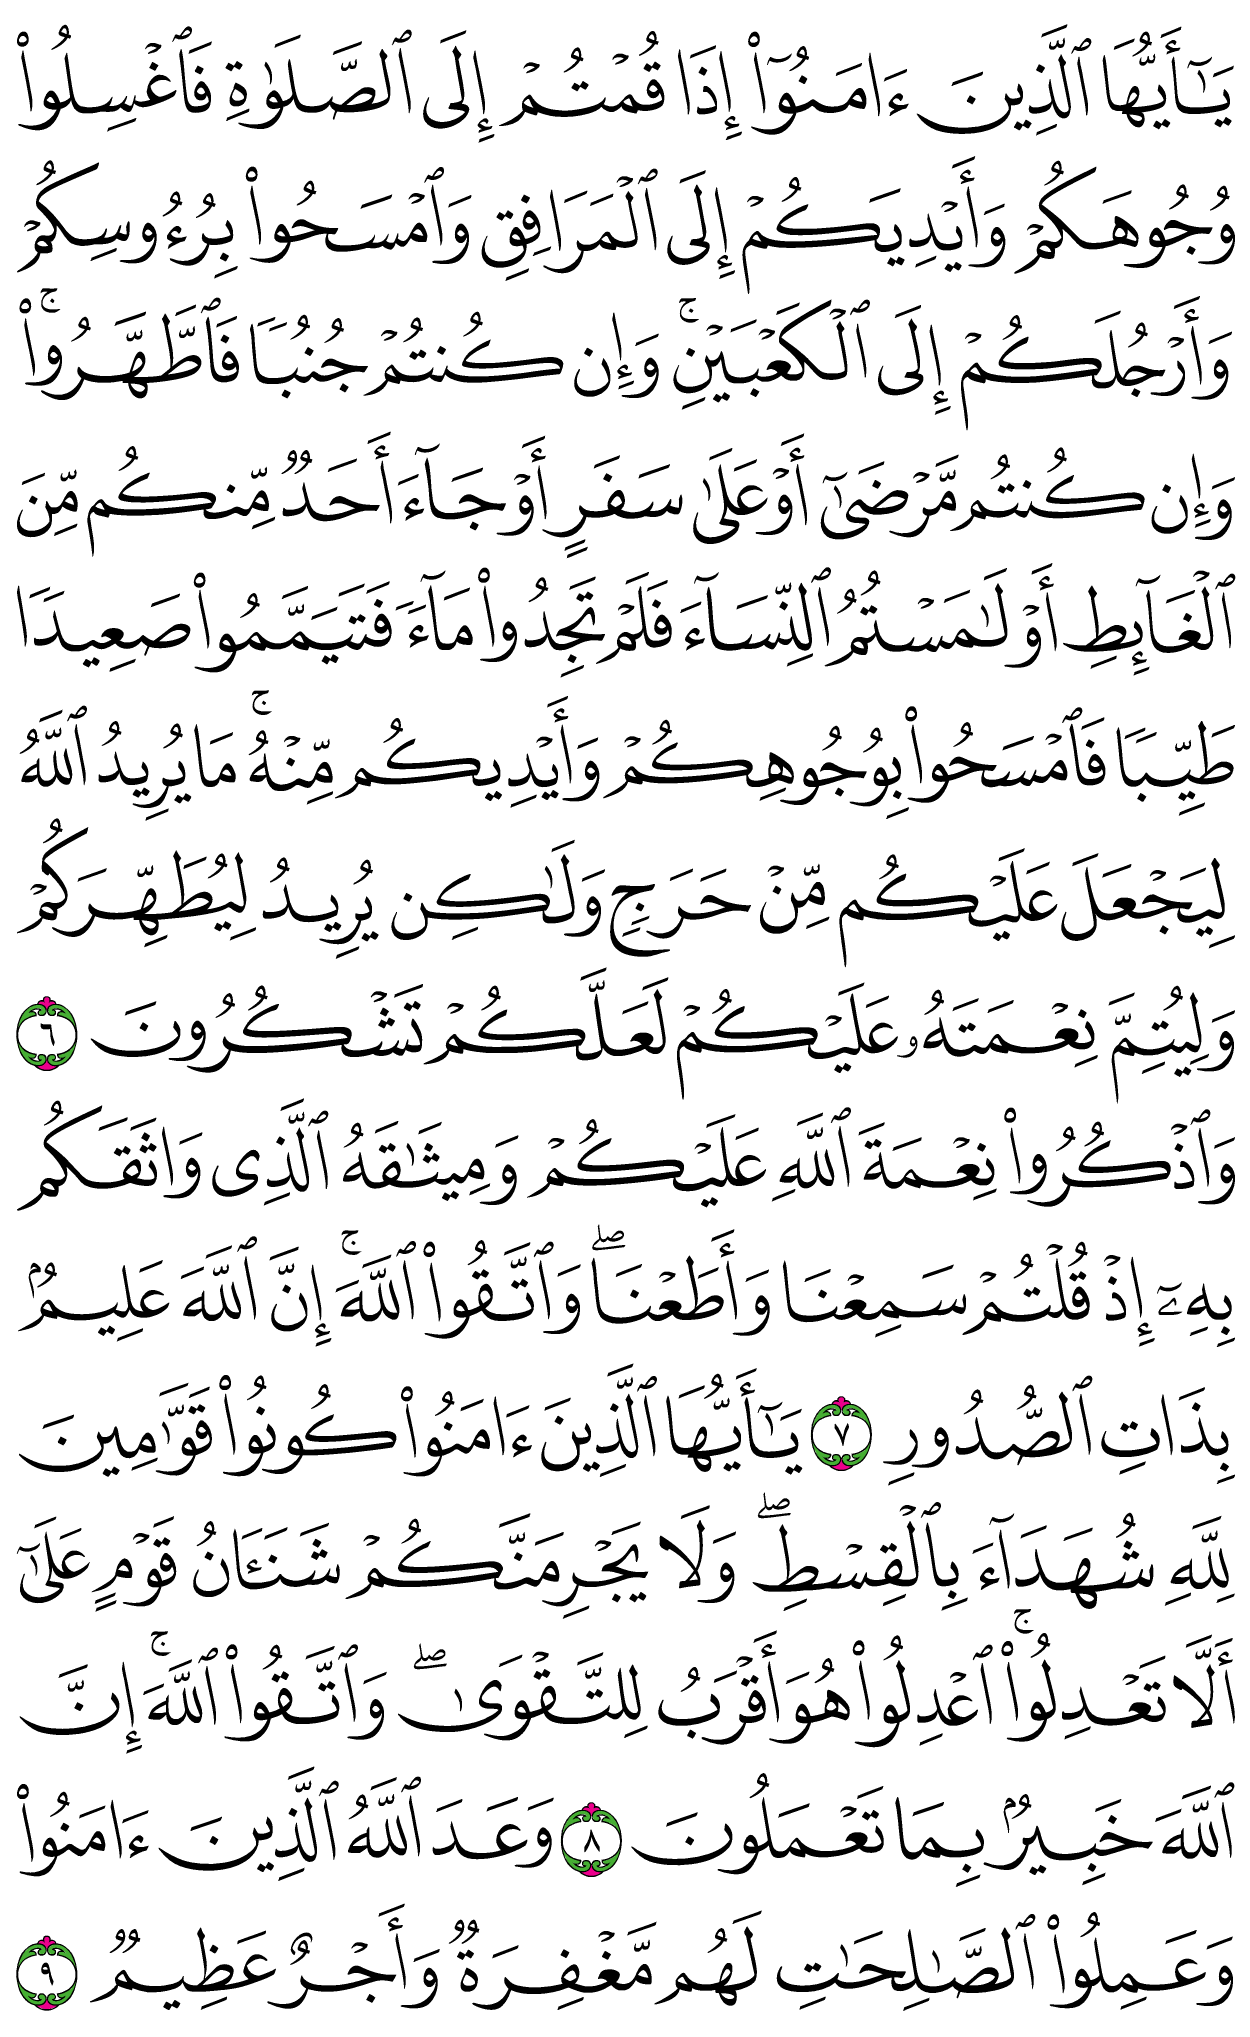 يَـٰٓأَيُّهَا ٱلَّذِينَ ءَامَنُوٓا۟ إِذَا قُمْتُمْ إِلَى ٱلصَّلَوٰةِ فَٱغْسِلُوا۟
وُجُوهَكُمْ وَأَيْدِيَكُمْ إِلَى ٱلْمَرَافِقِ وَٱمْسَحُوا۟ بِرُءُوسِكُمْ
وَأَرْجُلَكُمْ إِلَى ٱلْكَعْبَيْنِ ۚ وَإِن كُنتُمْ جُنُبًا فَٱطَّهَّرُوا۟ ۚ
وَإِن كُنتُم مَّرْضَىٰٓ أَوْ عَلَىٰ سَفَرٍ أَوْ جَآءَ أَحَدٌ مِّنكُم مِّنَ
ٱلْغَآئِطِ أَوْ لَـٰمَسْتُمُ ٱلنِّسَآءَ فَلَمْ تَجِدُوا۟ مَآءً فَتَيَمَّمُوا۟ صَعِيدًا
طَيِّبًا فَٱمْسَحُوا۟ بِوُجُوهِكُمْ وَأَيْدِيكُم مِّنْهُ ۚ مَا يُرِيدُ ٱللَّهُ
لِيَجْعَلَ عَلَيْكُم مِّنْ حَرَجٍ وَلَـٰكِن يُرِيدُ لِيُطَهِّرَكُمْ
وَلِيُتِمَّ نِعْمَتَهُۥ عَلَيْكُمْ لَعَلَّكُمْ تَشْكُرُونَ ٦
وَٱذْكُرُوا۟ نِعْمَةَ ٱللَّهِ عَلَيْكُمْ وَمِيثَـٰقَهُ ٱلَّذِى وَاثَقَكُم
بِهِۦٓ إِذْ قُلْتُمْ سَمِعْنَا وَأَطَعْنَا ۖ وَٱتَّقُوا۟ ٱللَّهَ ۚ إِنَّ ٱللَّهَ عَلِيمٌۢ
بِذَاتِ ٱلصُّدُورِ ٧ يَـٰٓأَيُّهَا ٱلَّذِينَ ءَامَنُوا۟ كُونُوا۟ قَوَّٰمِينَ
لِلَّهِ شُهَدَآءَ بِٱلْقِسْطِ ۖ وَلَا يَجْرِمَنَّكُمْ شَنَـَٔانُ قَوْمٍ عَلَىٰٓ
أَلَّا تَعْدِلُوا۟ ۚ ٱعْدِلُوا۟ هُوَ أَقْرَبُ لِلتَّقْوَىٰ ۖ وَٱتَّقُوا۟ ٱللَّهَ ۚ إِنَّ
ٱللَّهَ خَبِيرٌۢ بِمَا تَعْمَلُونَ ٨ وَعَدَ ٱللَّهُ ٱلَّذِينَ ءَامَنُوا۟
وَعَمِلُوا۟ ٱلصَّـٰلِحَـٰتِ لَهُم مَّغْفِرَةٌ وَأَجْرٌ عَظِيمٌ ٩